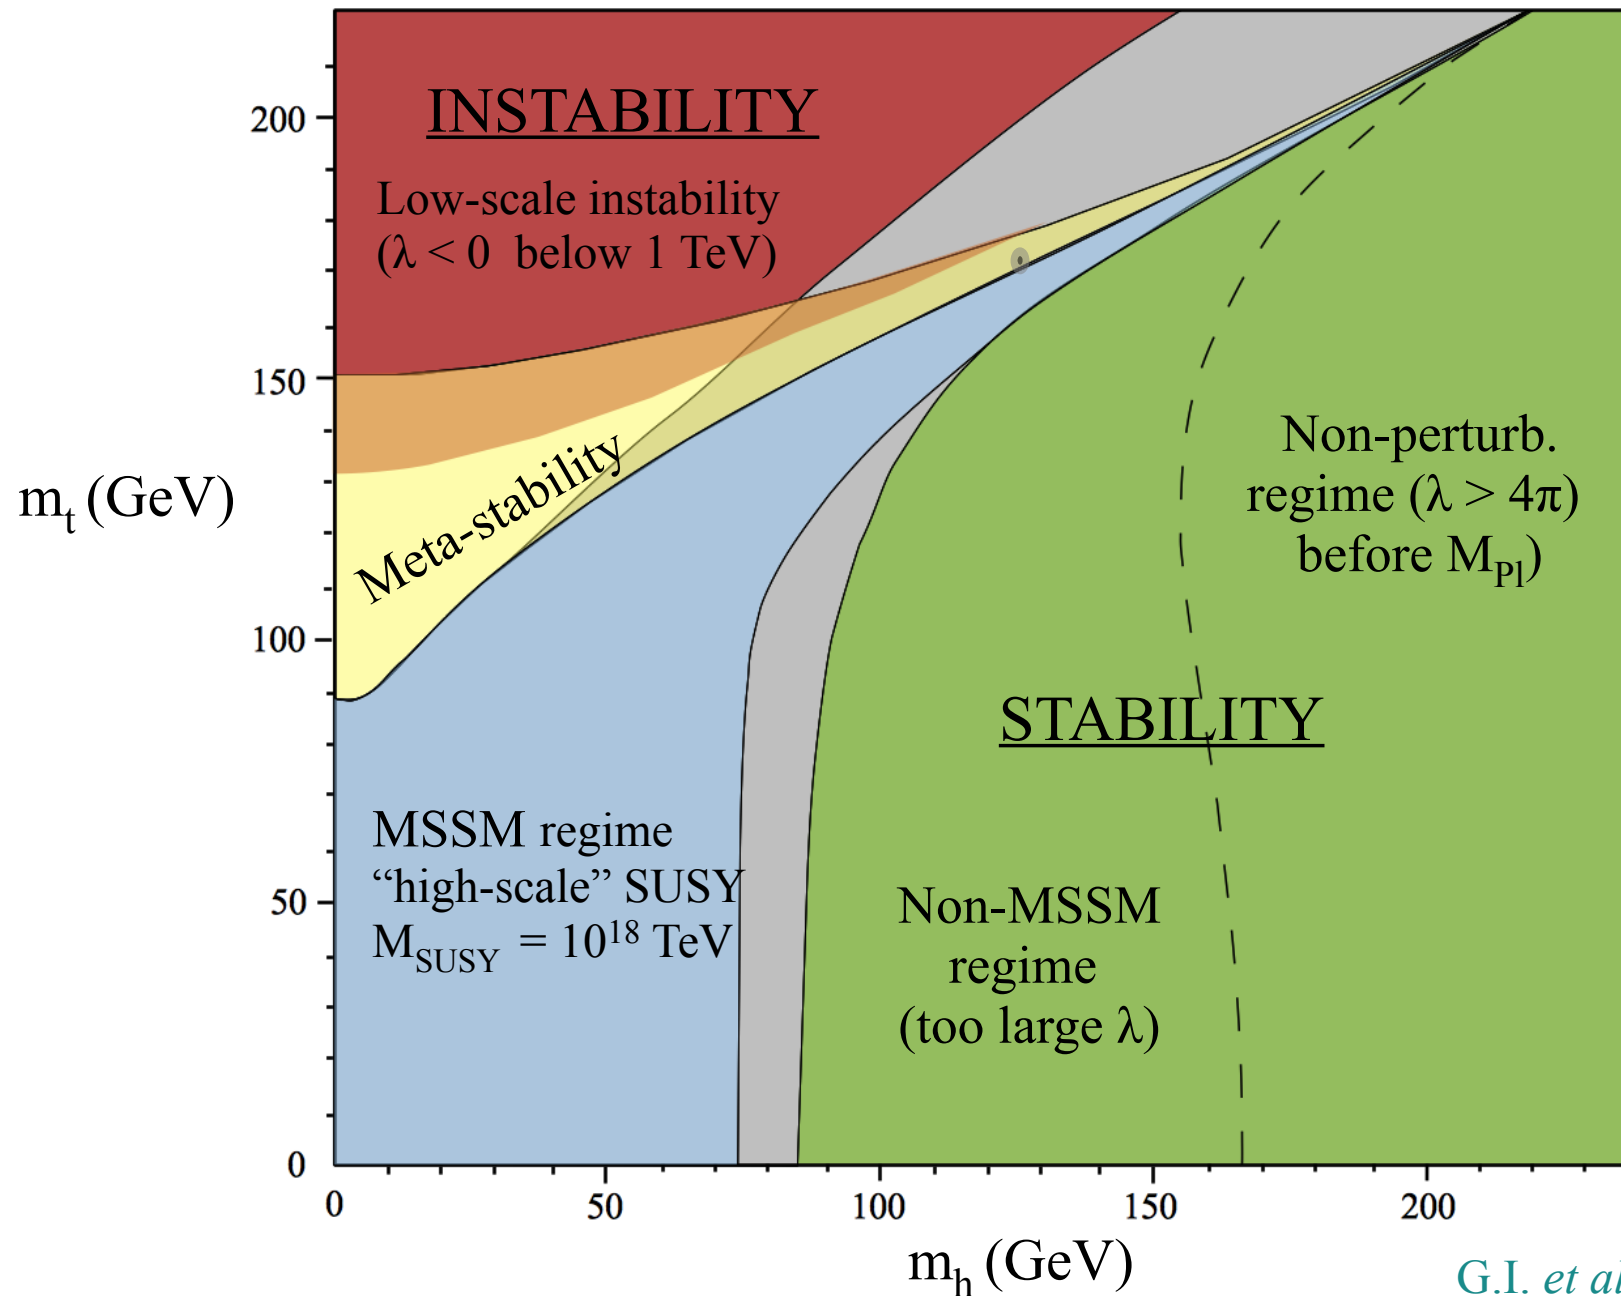 INSTABILITY
Low-scale instability
(λ < 0 below 1 TeV)
200
150
100
50
0
m_t (GeV)
Meta-stability
Non-perturb.
regime (λ > 4π)
before M_Pl)
STABILITY
MSSM regime
“high-scale” SUSY
M_SUSY = 10^18 TeV
Non-MSSM
regime
(too large λ)
0 50 100 150 200
m_h (GeV)
G.I. et al